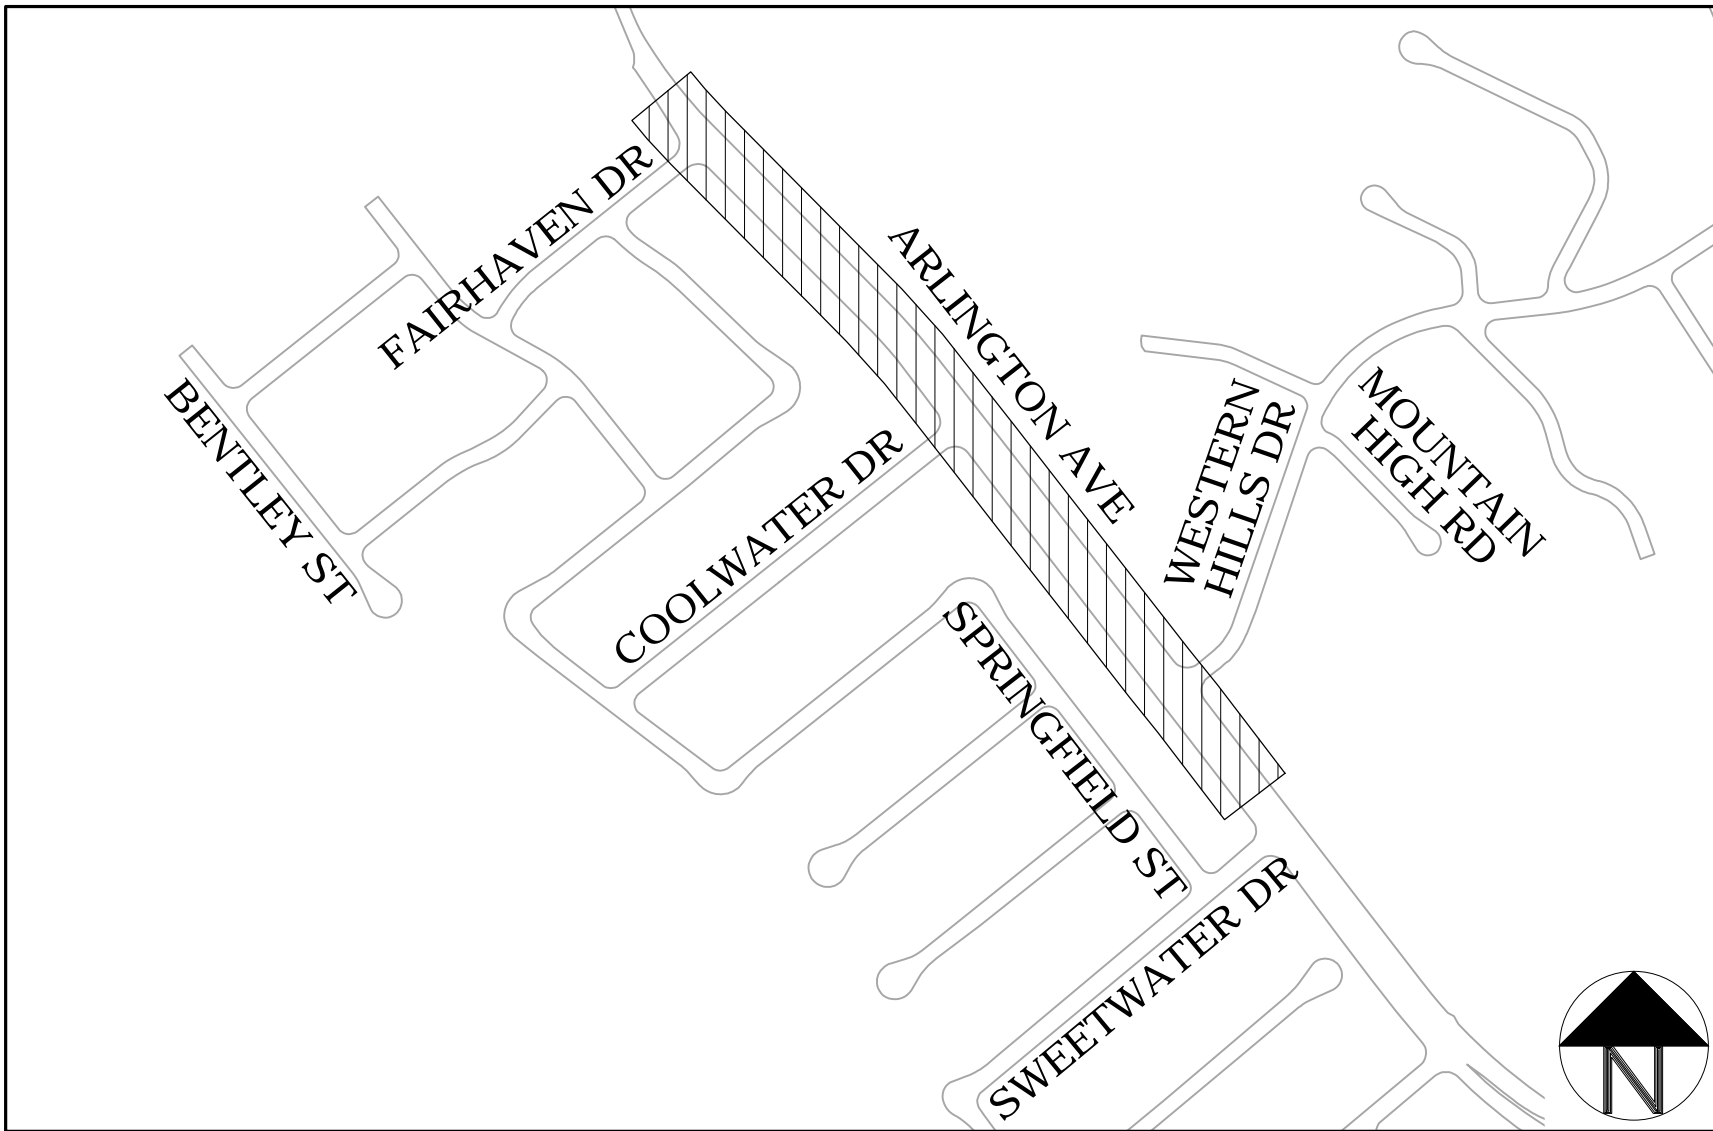 FAIRHAVEN DR
ARLINGTON AVE
BENTLEY ST
COOLWATER DR
WESTERN
HILLS DR
MOUNTAIN
HIGH RD
SPRINGFIELD ST
SWEETWATER DR
N